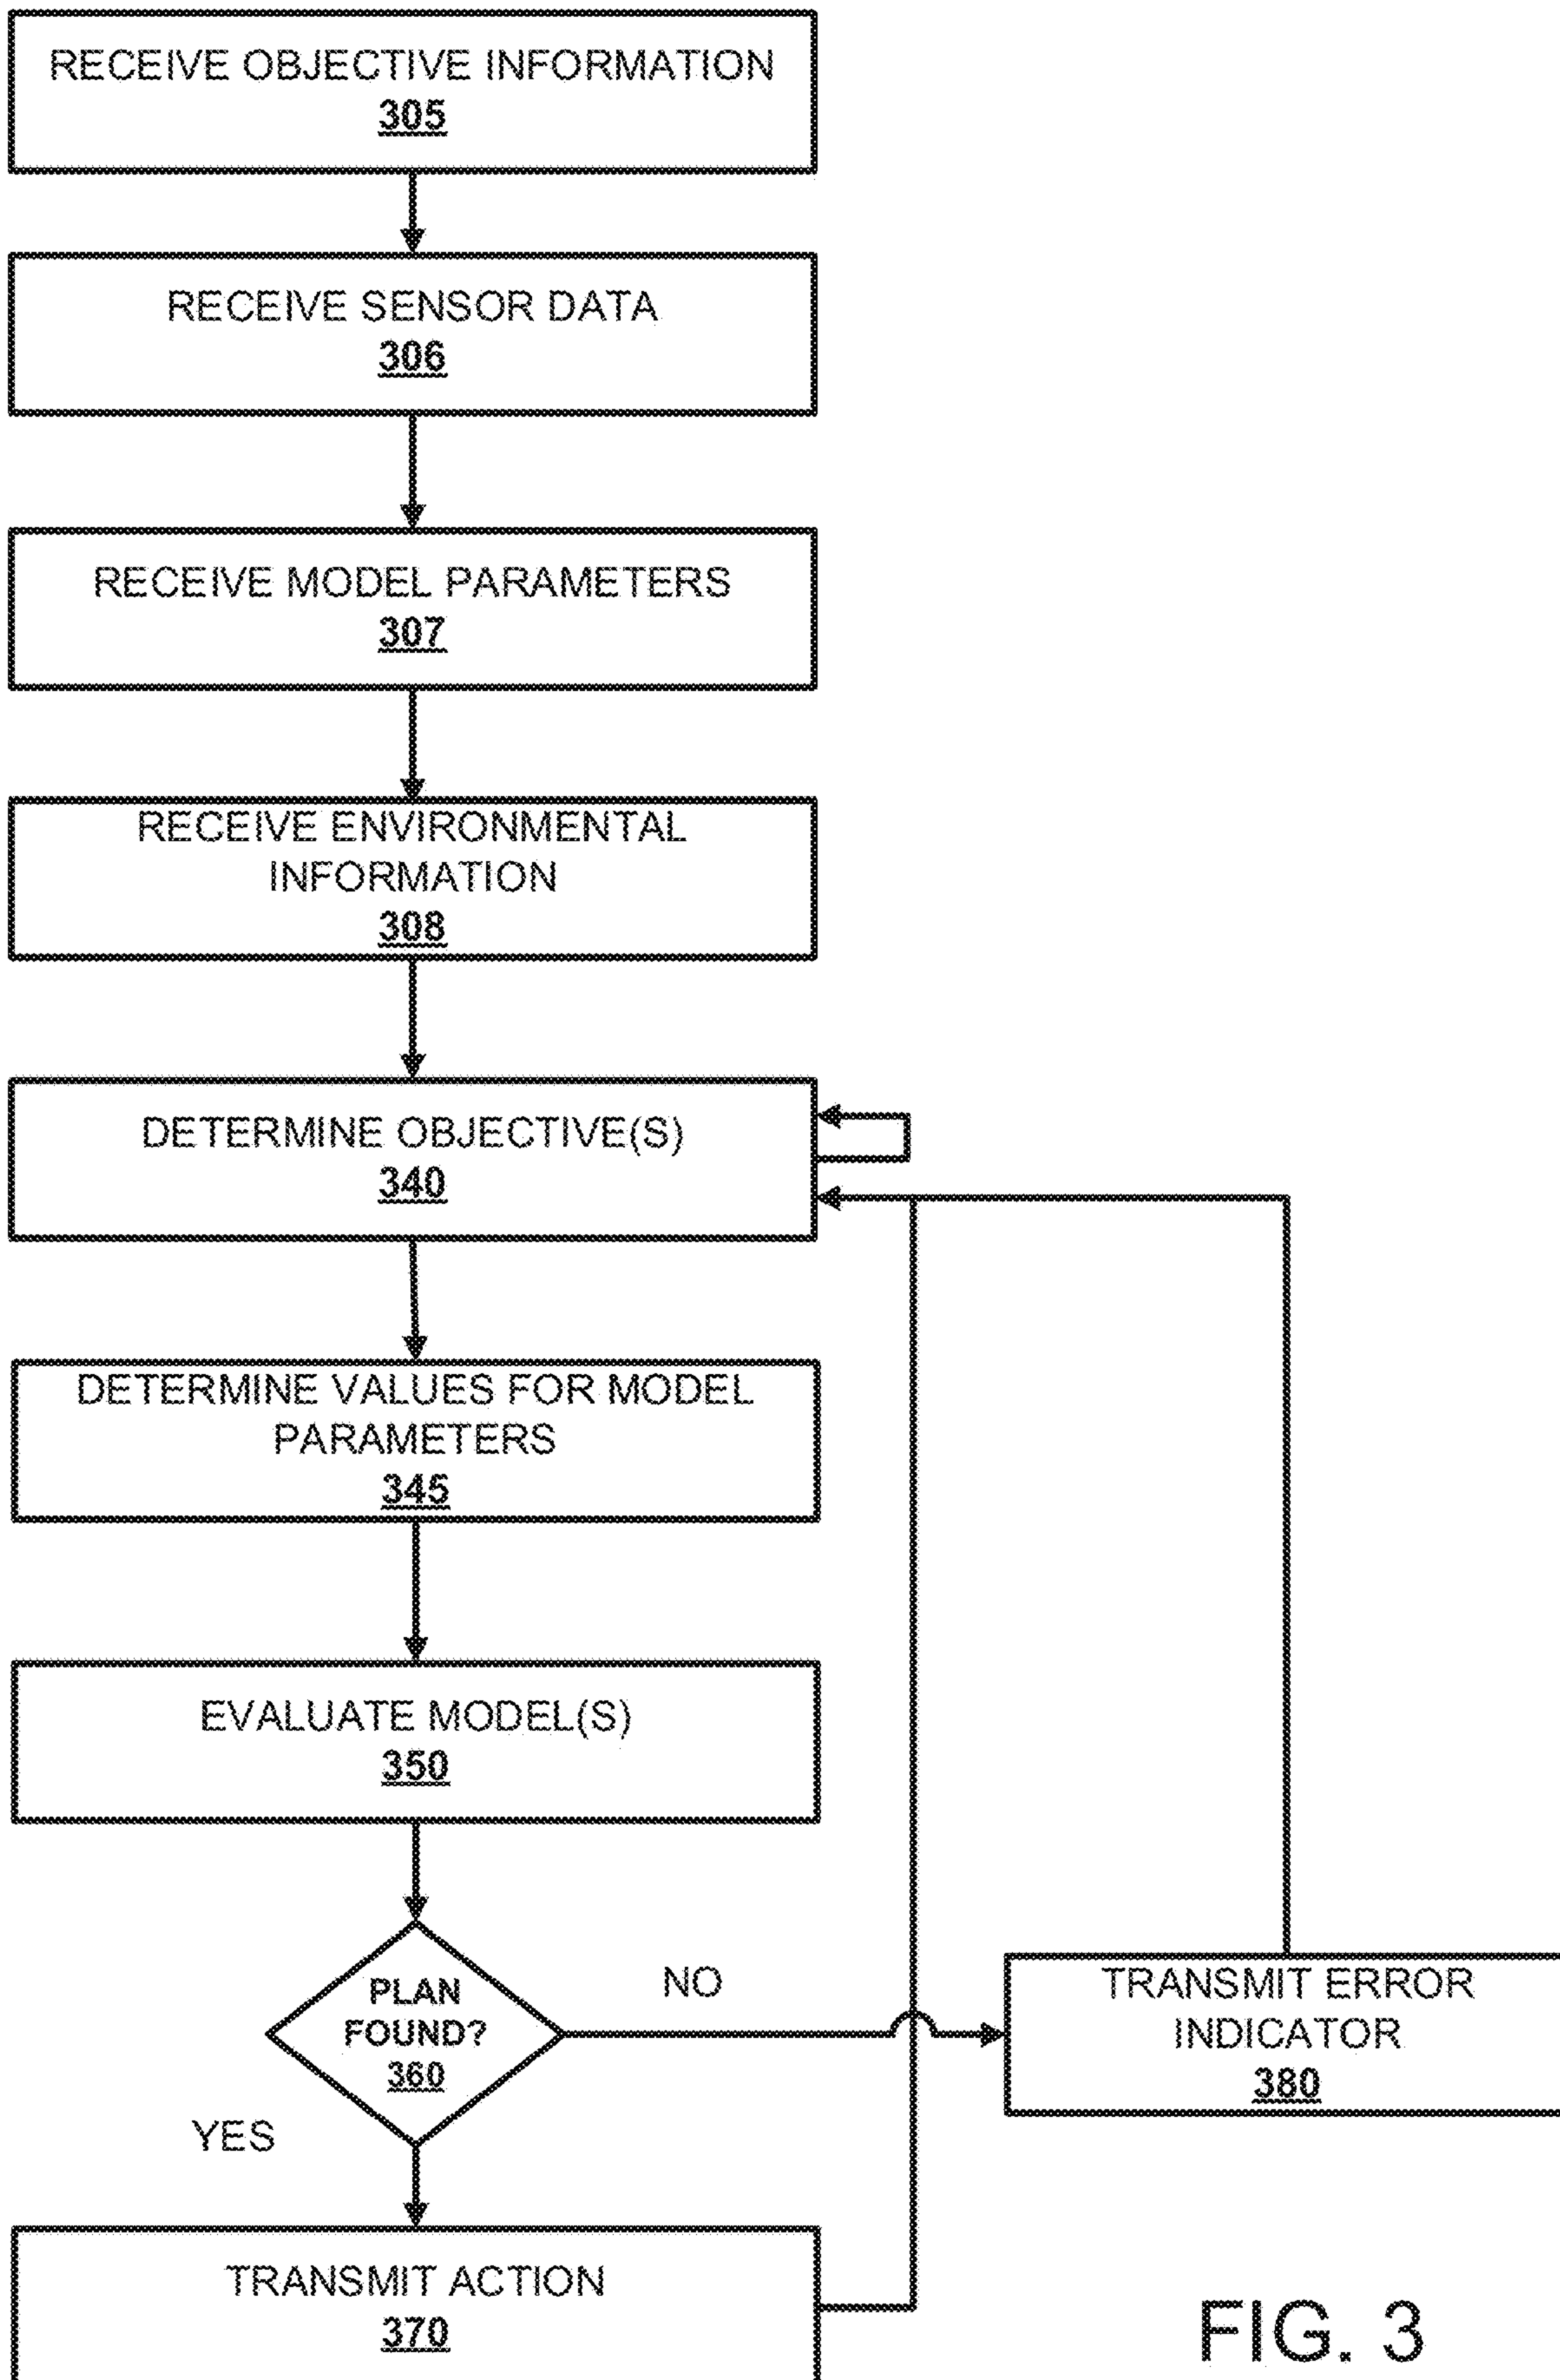 RECEIVE OBJECTIVE INFORMATION
305
RECEIVE SENSOR DATA
306
RECEIVE MODEL PARAMETERS
307
RECEIVE ENVIRONMENTAL
INFORMATION
308
DETERMINE OBJECTIVE(S)
340
DETERMINE VALUES FOR MODEL
PARAMETERS
345
EVALUATE MODEL(S)
350
PLAN
FOUND?
360
NO
TRANSMIT ERROR
INDICATOR
380
YES
TRANSMIT ACTION
370
FIG. 3